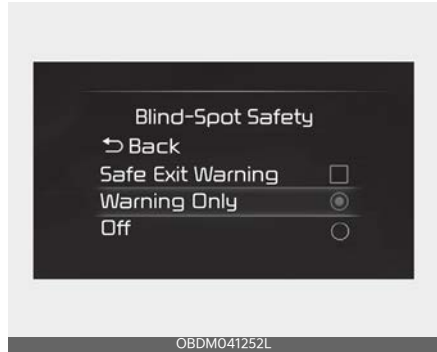 Blind-Spot Safety
Back
Safe Exit Warning
Warning Only
Off
OBDM041252L